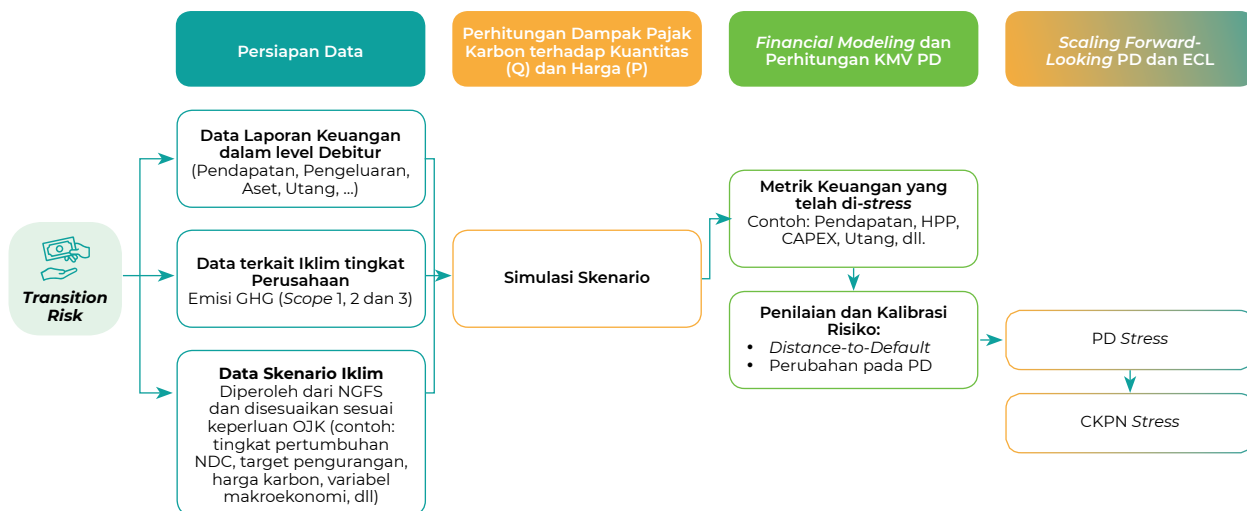 Persiapan Data
Perhitungan Dampak Pajak
Karbon terhadap Kuantitas
(Q) dan Harga (P)
Financial Modeling dan
Perhitungan KMV PD
Scaling Forward-
Looking PD dan ECL
Transition
Risk
Data Laporan Keuangan
dalam level Debitur
(Pendapatan, Pengeluaran,
Aset, Utang, ...)
Data terkait Iklim tingkat
Perusahaan
Emisi GHG (Scope 1, 2 dan 3)
Data Skenario Iklim
Diperoleh dari NGFS
dan disesuaikan sesuai
keperluan OJK (contoh:
tingkat pertumbuhan
NDC, target pengurangan,
harga karbon, variabel
makroekonomi, dll)
Simulasi Skenario
Metrik Keuangan yang
telah di-stress
Contoh: Pendapatan, HPP,
CAPEX, Utang, dll.
Penilaian dan Kalibrasi
Risiko:
• Distance-to-Default
• Perubahan pada PD
PD Stress
CKPN Stress